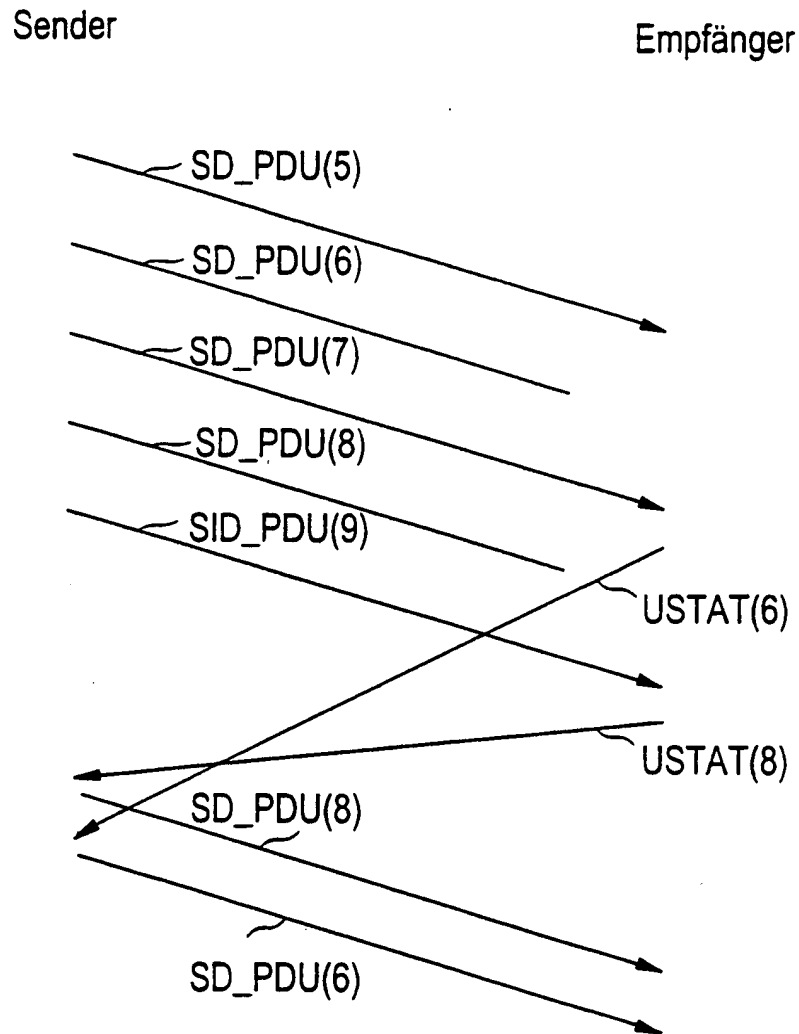 Sender
Empfänger
SD_PDU(5)
SD_PDU(6)
SD_PDU(7)
SD_PDU(8)
SID_PDU(9)
USTAT(6)
USTAT(8)
SD_PDU(8)
SD_PDU(6)